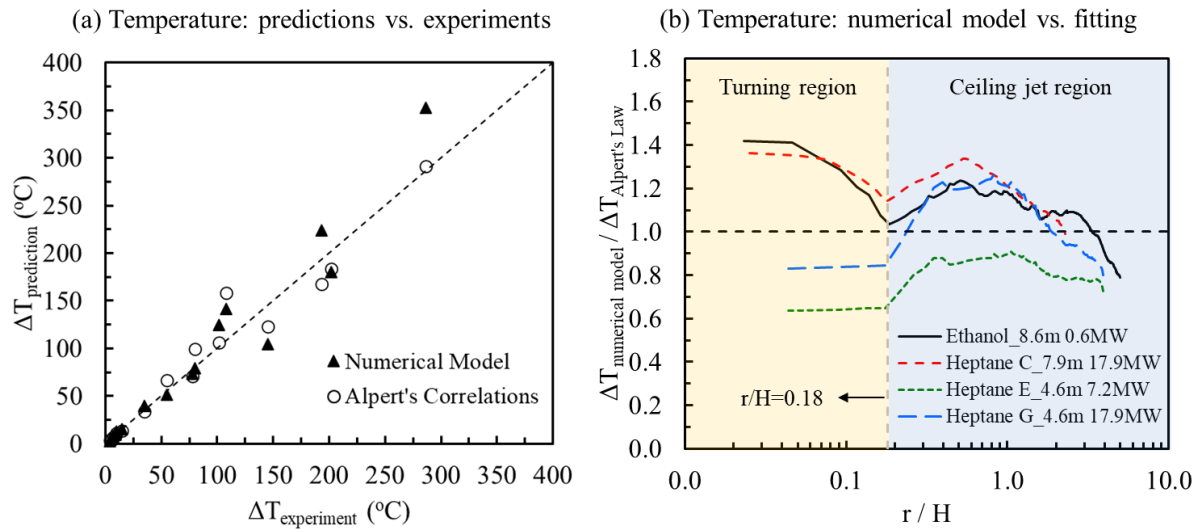 (a) Temperature: predictions vs. experiments
400
350
300
250
200
150
100
50
0
ΔTprediction (°C)
Numerical Model
Alpert's Correlations
0 50 100 150 200 250 300 350 400
ΔTexperiment (°C)
(b) Temperature: numerical model vs. fitting
1.8
1.6
1.4
1.2
1.0
0.8
0.6
0.4
0.2
0.0
ΔTnumerical model / ΔTAlpert's Law
Turning region
Ceiling jet region
r/H=0.18
Ethanol_8.6m 0.6MW
Heptane C_7.9m 17.9MW
Heptane E_4.6m 7.2MW
Heptane G_4.6m 17.9MW
0.0 0.1 1.0 10.0
r / H